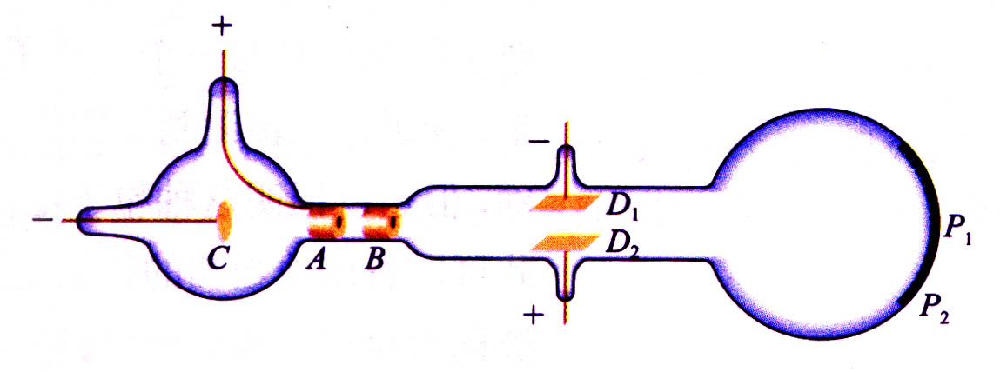 +
−
−
D₁
C
A
B
D₂
P₁
+
P₂